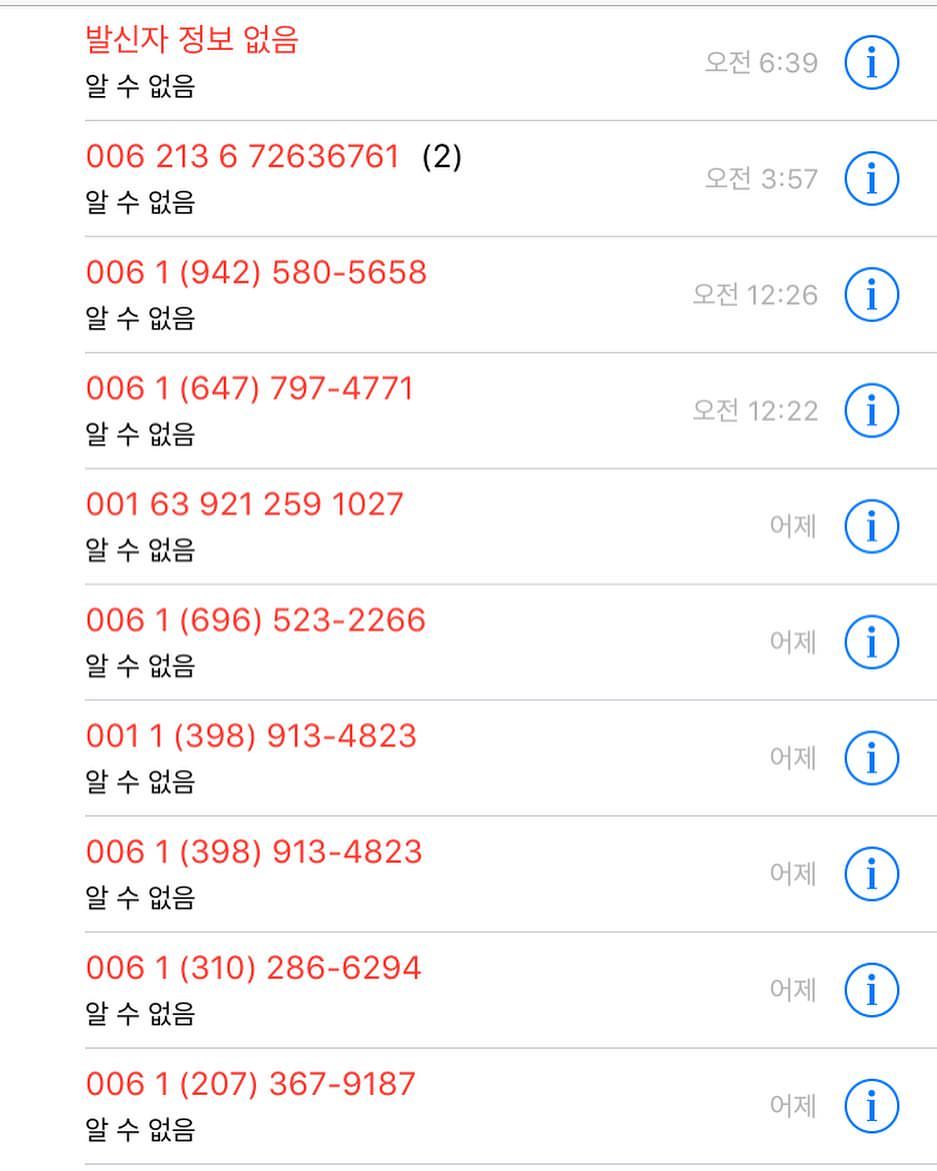 발신자 정보 없음
알 수 없음
오전 6:39
006 213 6 72636761 (2)
알 수 없음
오전 3:57
006 1 (942) 580-5658
알 수 없음
오전 12:26
006 1 (647) 797-4771
알 수 없음
오전 12:22
001 63 921 259 1027
알 수 없음
어제
006 1 (696) 523-2266
알 수 없음
어제
001 1 (398) 913-4823
알 수 없음
어제
006 1 (398) 913-4823
알 수 없음
어제
006 1 (310) 286-6294
알 수 없음
어제
006 1 (207) 367-9187
알 수 없음
어제